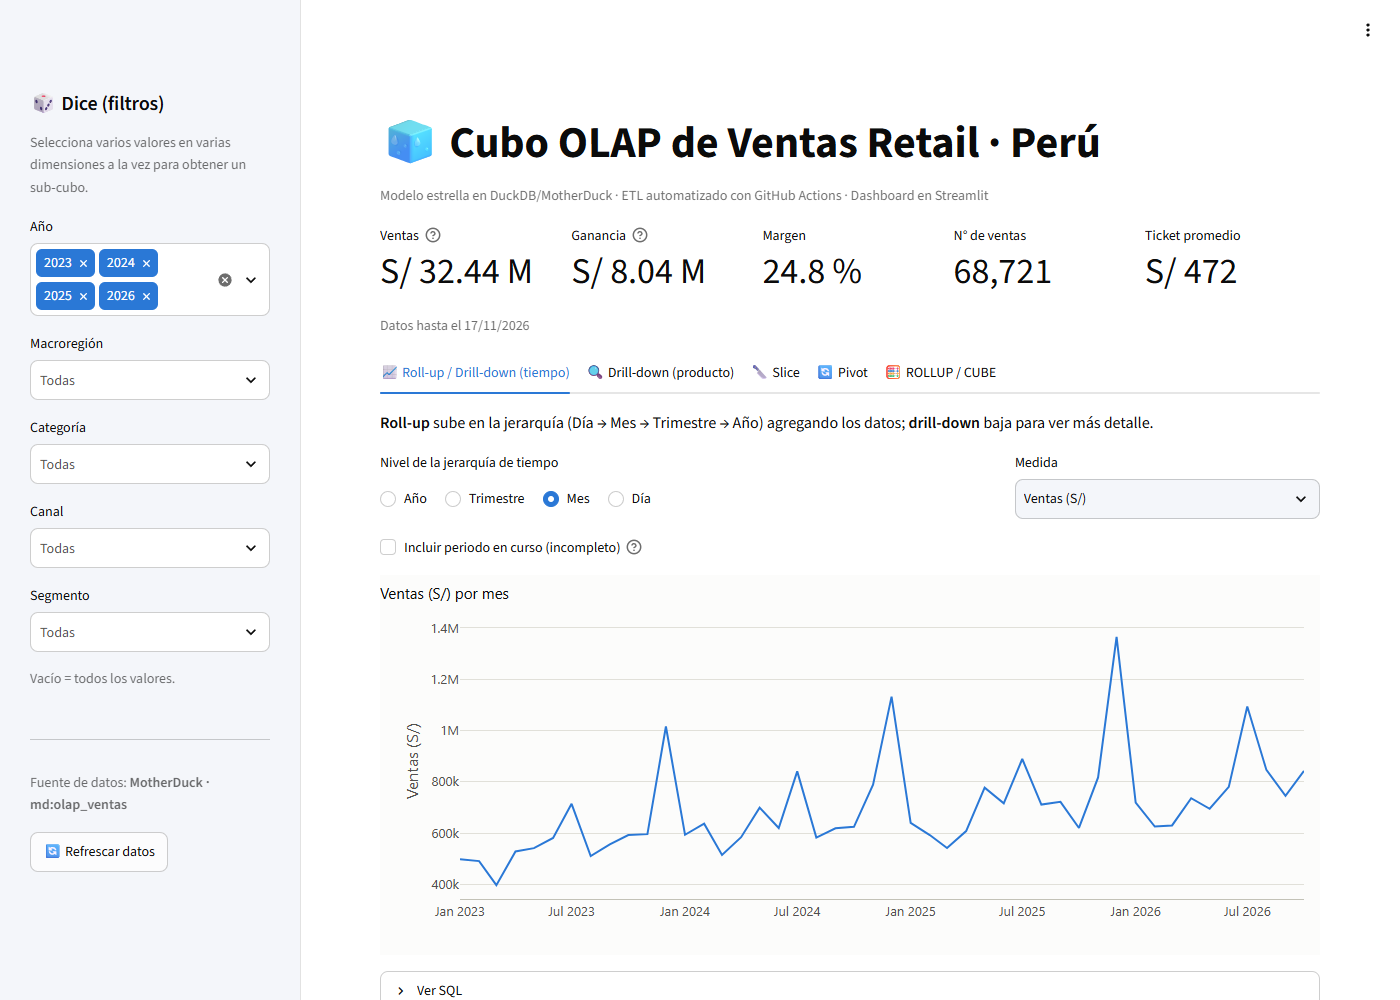 Dice (filtros)
Selecciona varios valores en varias
dimensiones a la vez para obtener un
sub-cubo.
Año
2023 × 2024 ×
2025 × 2026 ×
Macroregión
Todas
Categoría
Todas
Canal
Todas
Segmento
Todas
Vacío = todos los valores.
Fuente de datos: MotherDuck ·
md:olap_ventas
Refrescar datos
Cubo OLAP de Ventas Retail · Perú
Modelo estrella en DuckDB/MotherDuck · ETL automatizado con GitHub Actions · Dashboard en Streamlit
Ventas
S/ 32.44 M
Ganancia
S/ 8.04 M
Margen
24.8 %
N° de ventas
68,721
Ticket promedio
S/ 472
Datos hasta el 17/11/2026
Roll-up / Drill-down (tiempo) Drill-down (producto) Slice Pivot ROLLUP / CUBE
Roll-up sube en la jerarquía (Día → Mes → Trimestre → Año) agregando los datos; drill-down baja para ver más detalle.
Nivel de la jerarquía de tiempo
Año Trimestre Mes Día
Medida
Ventas (S/)
Incluir periodo en curso (incompleto)
Ventas (S/) por mes
Ventas (S/)
1.4M
1.2M
1M
800k
600k
400k
Jan 2023 Jul 2023 Jan 2024 Jul 2024 Jan 2025 Jul 2025 Jan 2026 Jul 2026
Ver SQL